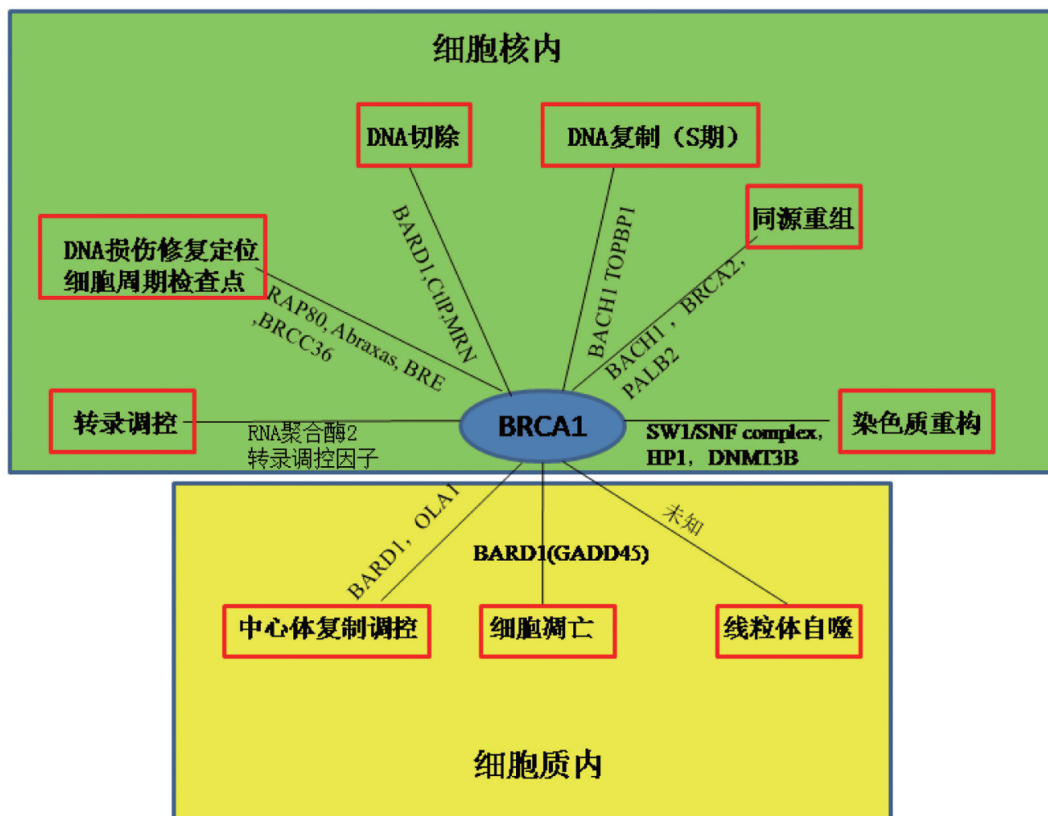 细胞核内
DNA切除
DNA复制（S期）
同源重组
DNA损伤修复定位
细胞周期检查点
BARD1,CtIP,MRN
BACH1 TOPBP1
BACH1，BRCA2,
PALB2
RAP80, Abraxas, BRE
,BRCC36
转录调控
RNA聚合酶2
转录调控因子
BRCA1
SW1/SNF complex,
HP1, DNMT3B
染色质重构
BARD1，OLA1
BARD1(GADD45)
未知
中心体复制调控
细胞凋亡
线粒体自噬
细胞质内